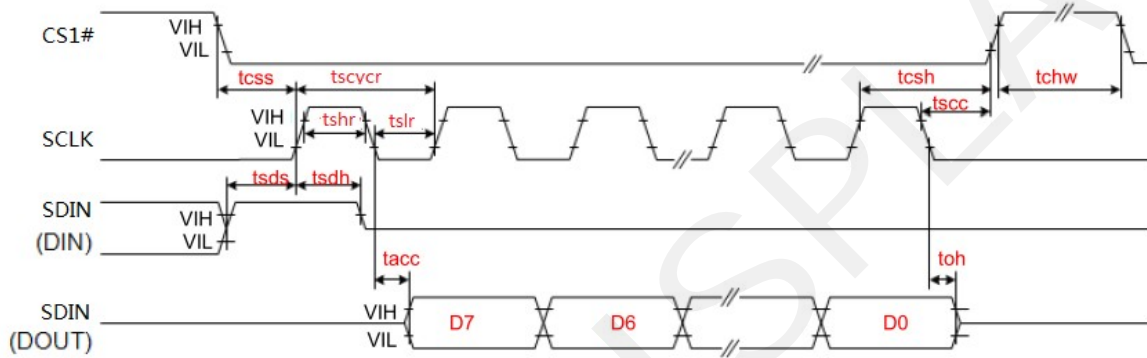 CS1#
VIH
VIL
tcss
tscycr
tcsh
tchw
tscc
SCLK
VIH
VIL
tshr
tslr
SDIN
(DIN)
VIH
VIL
tsds
tsdh
tacc
toh
SDIN
(DOUT)
VIH
VIL
D7
D6
D0
ISPLA